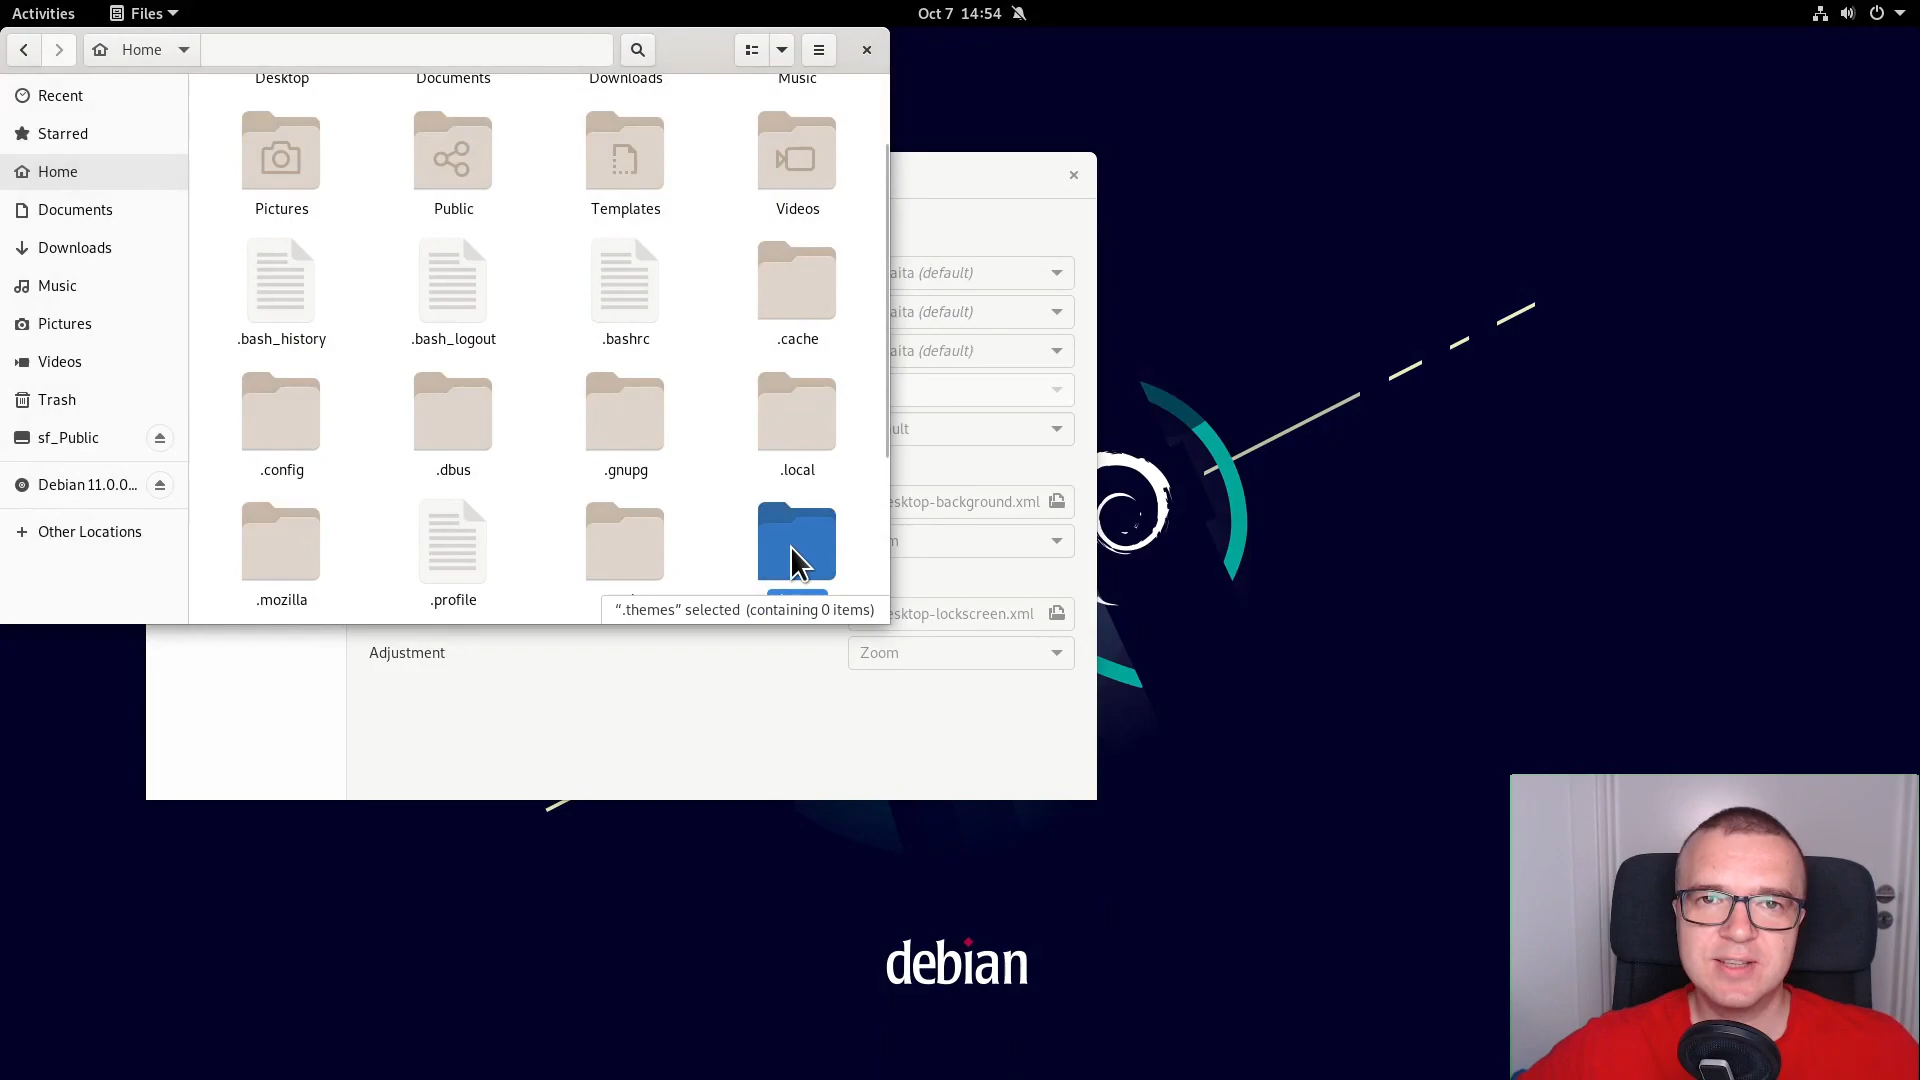 Activities
Files
Oct 7 14:54
Home
Desktop
Documents
Downloads
Music
Recent
Starred
Home
Documents
Downloads
Music
Pictures
Videos
Trash
sf_Public
Debian 11.0.0...
Other Locations
Pictures
Public
Templates
Videos
.bash_history
.bash_logout
.bashrc
.cache
.config
.dbus
.gnupg
.local
.mozilla
.profile
“.themes” selected (containing 0 items)
aita (default)
aita (default)
aita (default)
ult
esktop-background.xml
m
esktop-lockscreen.xml
Adjustment
Zoom
debian